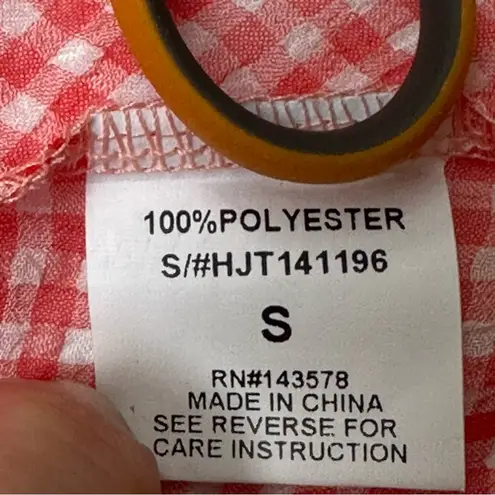 100%POLYESTER
S/#HJT141196
S
RN#143578
MADE IN CHINA
SEE REVERSE FOR
CARE INSTRUCTION